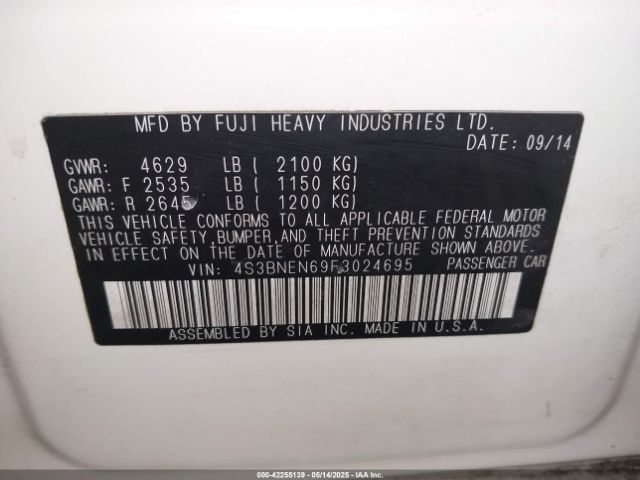 MFD BY FUJI HEAVY INDUSTRIES LTD.
DATE: 09/14
GVWR: 4629 LB ( 2100 KG)
GAWR: F 2535 LB ( 1150 KG)
GAWR: R 2645 LB ( 1200 KG)
THIS VEHICLE CONFORMS TO ALL APPLICABLE FEDERAL MOTOR
VEHICLE SAFETY, BUMPER, AND THEFT PREVENTION STANDARDS
IN EFFECT ON THE DATE OF MANUFACTURE SHOWN ABOVE.
VIN: 4S3BNEN69F3024695 PASSENGER CAR
ASSEMBLED BY SIA INC. MADE IN U.S.A.
000-42255139 - 05/14/2025 - IAA Inc.